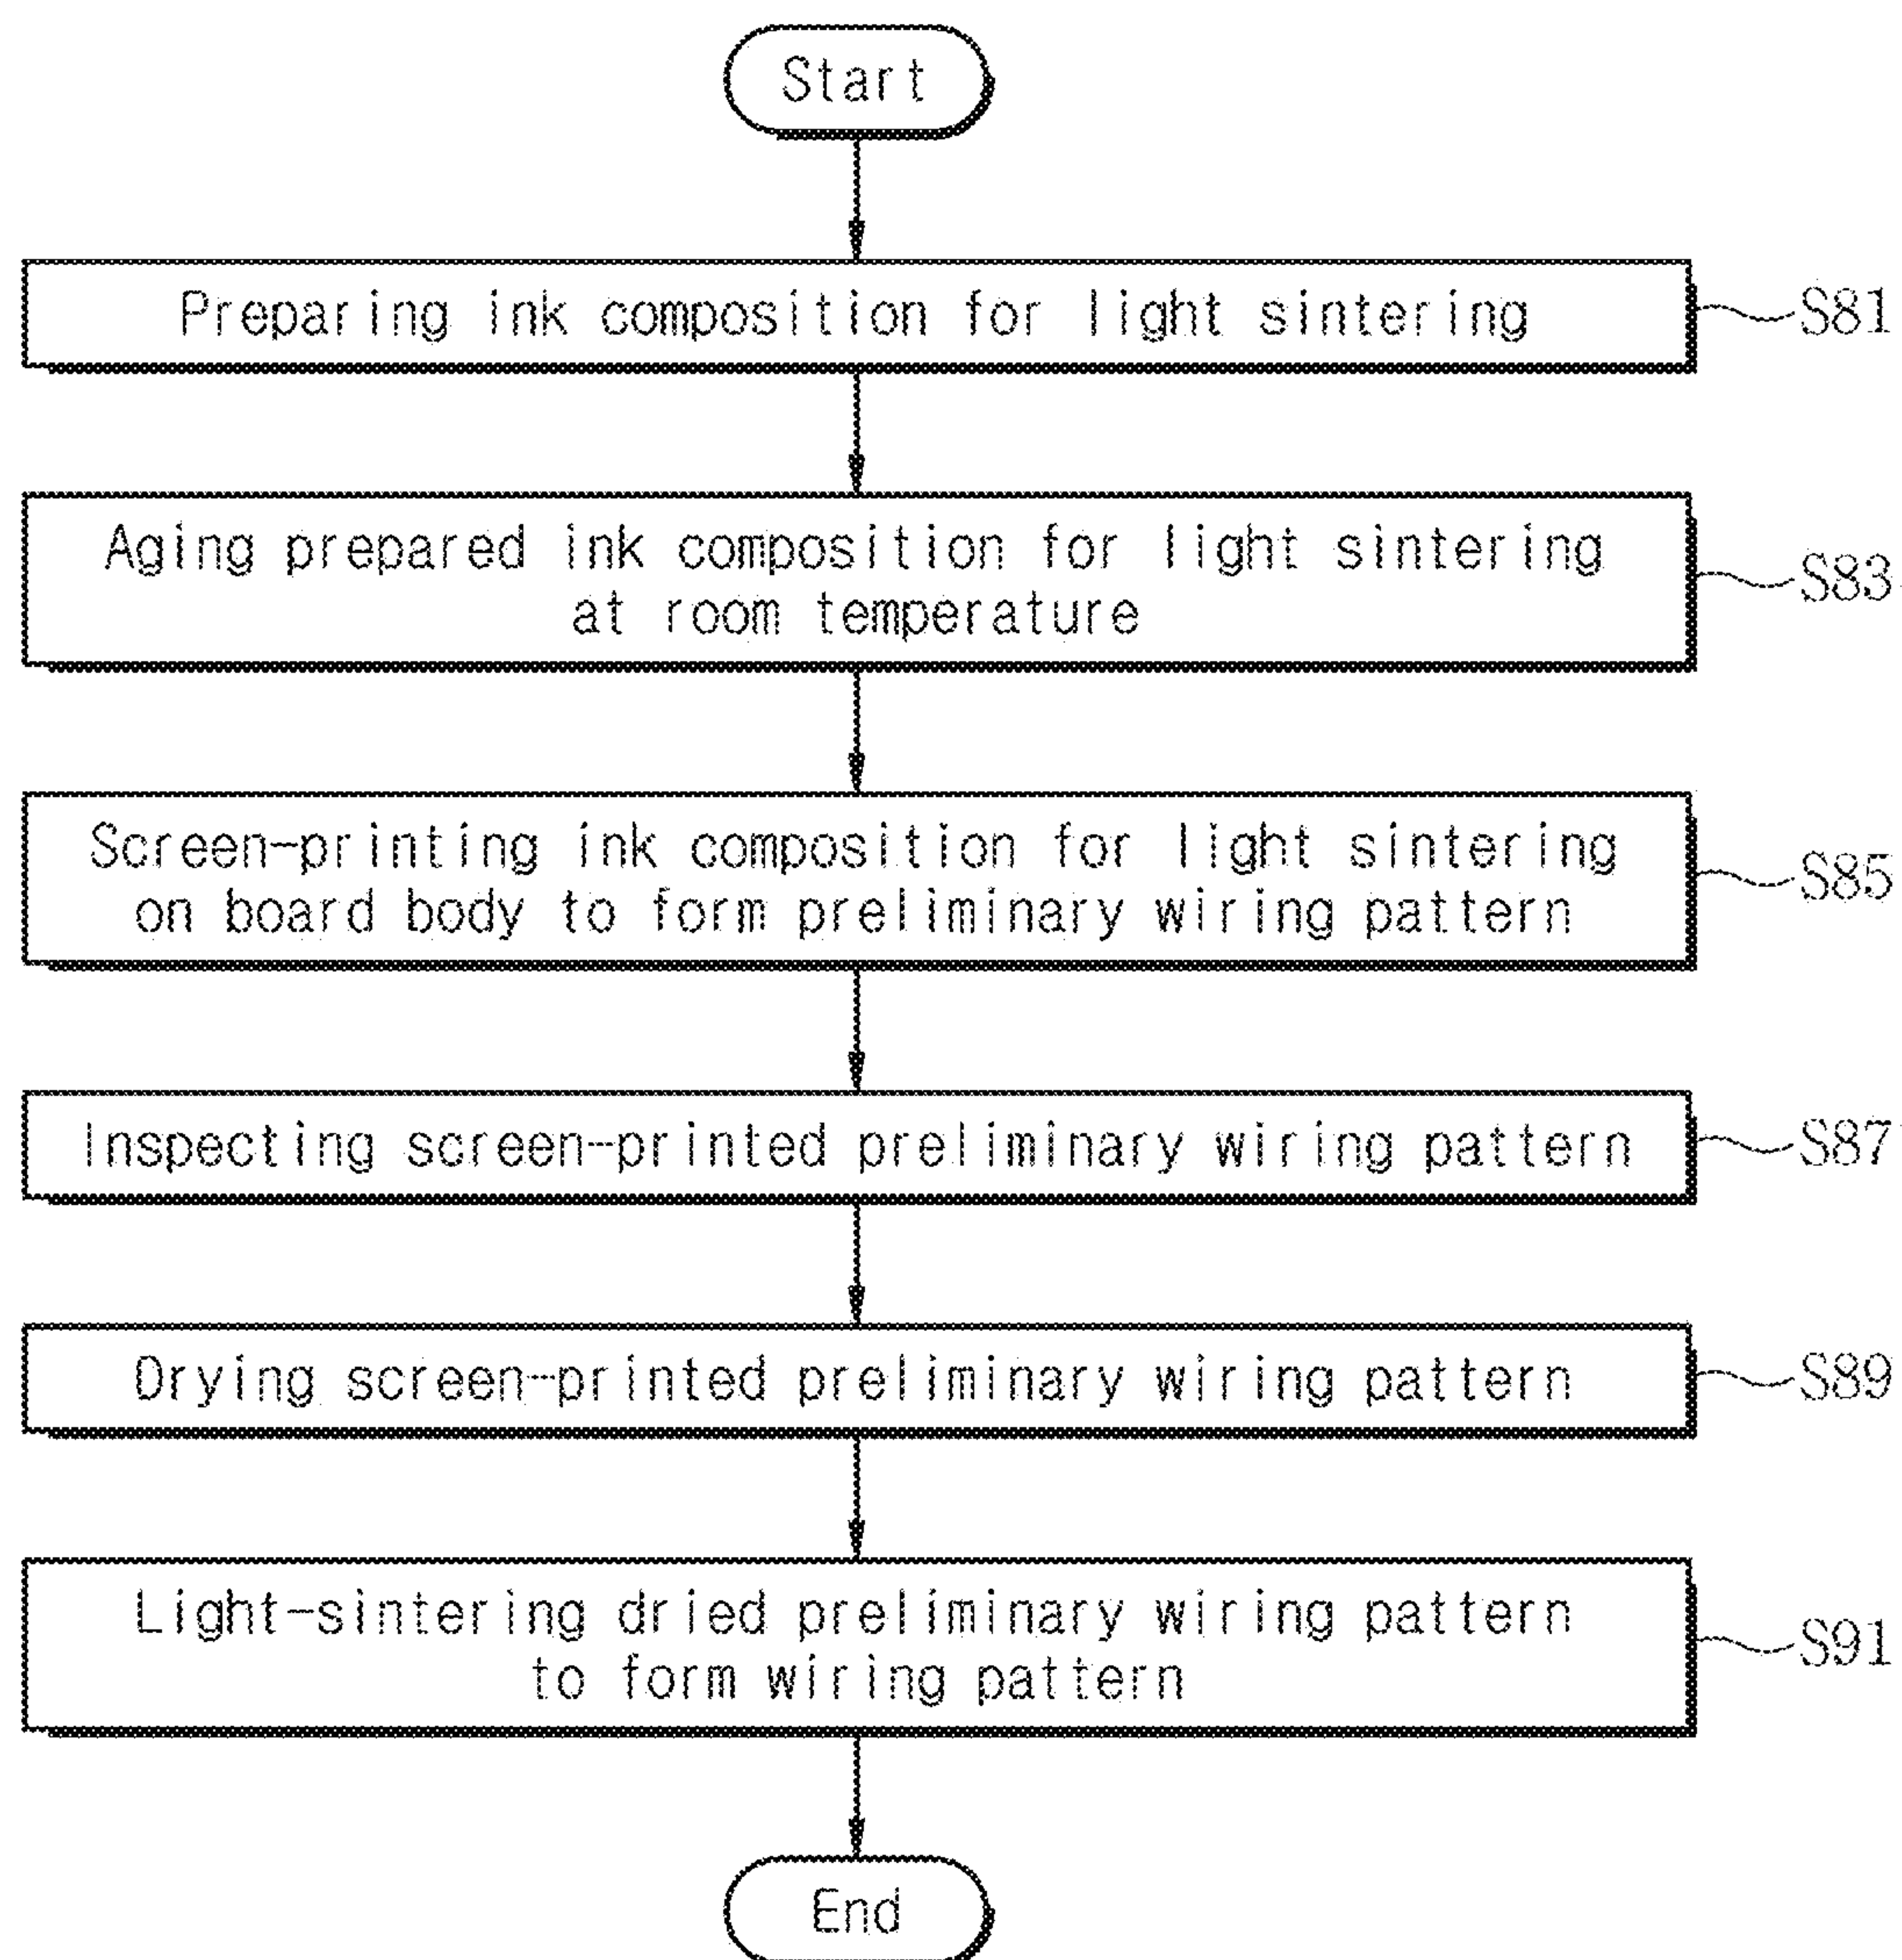 Start
Preparing ink composition for light sintering
S81
Aging prepared ink composition for light sintering
at room temperature
S83
Screen-printing ink composition for light sintering
on board body to form preliminary wiring pattern
S85
Inspecting screen-printed preliminary wiring pattern
S87
Drying screen-printed preliminary wiring pattern
S89
Light-sintering dried preliminary wiring pattern
to form wiring pattern
S91
End